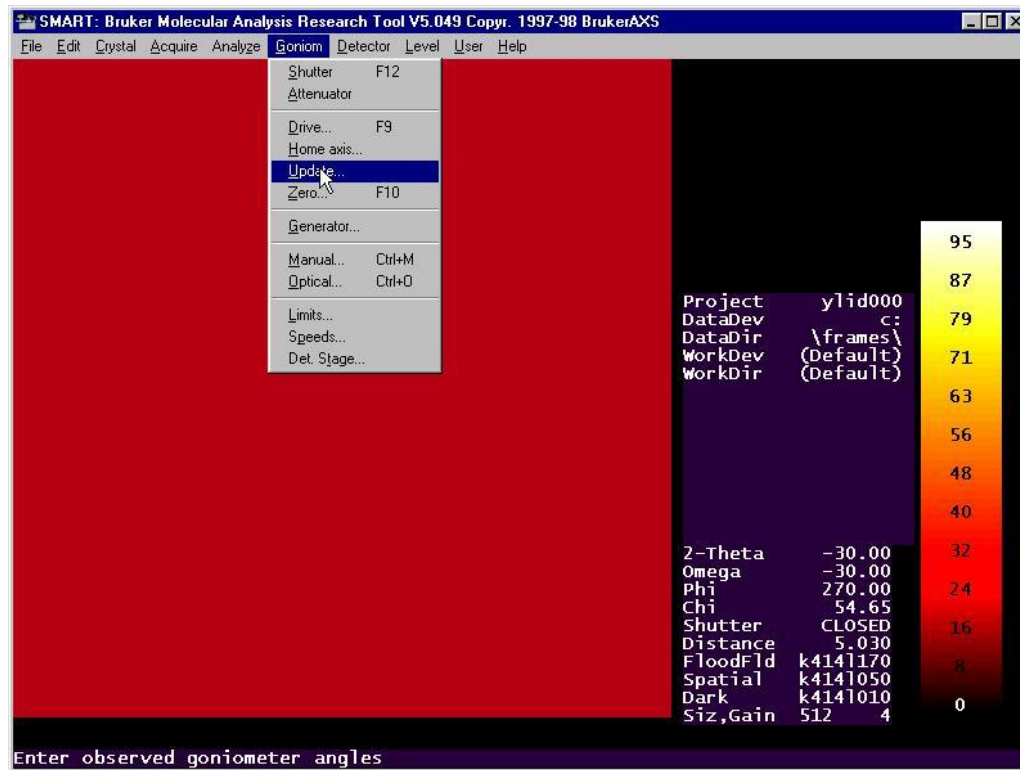 SMART: Bruker Molecular Analysis Research Tool V5.049 Copyr. 1997-98 BrukerAXS
File Edit Crystal Acquire Analyze Goniom Detector Level User Help
Shutter F12
Attenuator
Drive... F9
Home axis...
Update...
Zero... F10
Generator...
Manual... Ctrl+M
Optical... Ctrl+O
Limits...
Speeds...
Det. Stage...
95
87
79
71
63
56
48
40
32
24
16
8
0
Project ylid000
DataDev c:
DataDir \frames\
WorkDev (Default)
WorkDir (Default)
2-Theta -30.00
Omega -30.00
Phi 270.00
Chi 54.65
Shutter CLOSED
Distance 5.030
FloodFld k414l170
Spatial k414l050
Dark k414l010
Siz,Gain 512 4
Enter observed goniometer angles